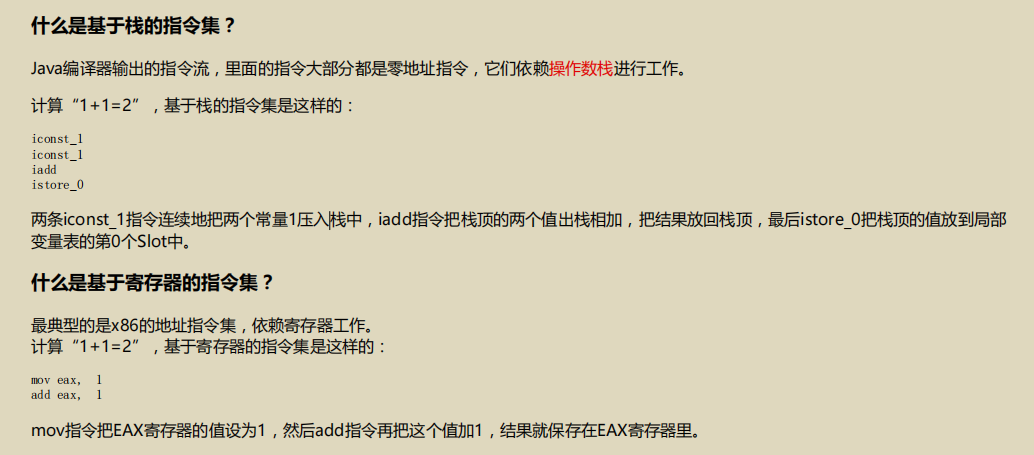 什么是基于栈的指令集？
Java编译器输出的指令流，里面的指令大部分都是零地址指令，它们依赖操作数栈进行工作。
计算“1+1=2”，基于栈的指令集是这样的：
iconst_1
iconst_1
iadd
istore_0
两条iconst_1指令连续地把两个常量1压入栈中，iadd指令把栈顶的两个值出栈相加，把结果放回栈顶，最后istore_0把栈顶的值放到局部
变量表的第0个Slot中。
什么是基于寄存器的指令集？
最典型的是x86的地址指令集，依赖寄存器工作。
计算“1+1=2”，基于寄存器的指令集是这样的：
mov eax,  1
add eax,  1
mov指令把EAX寄存器的值设为1，然后add指令再把这个值加1，结果就保存在EAX寄存器里。